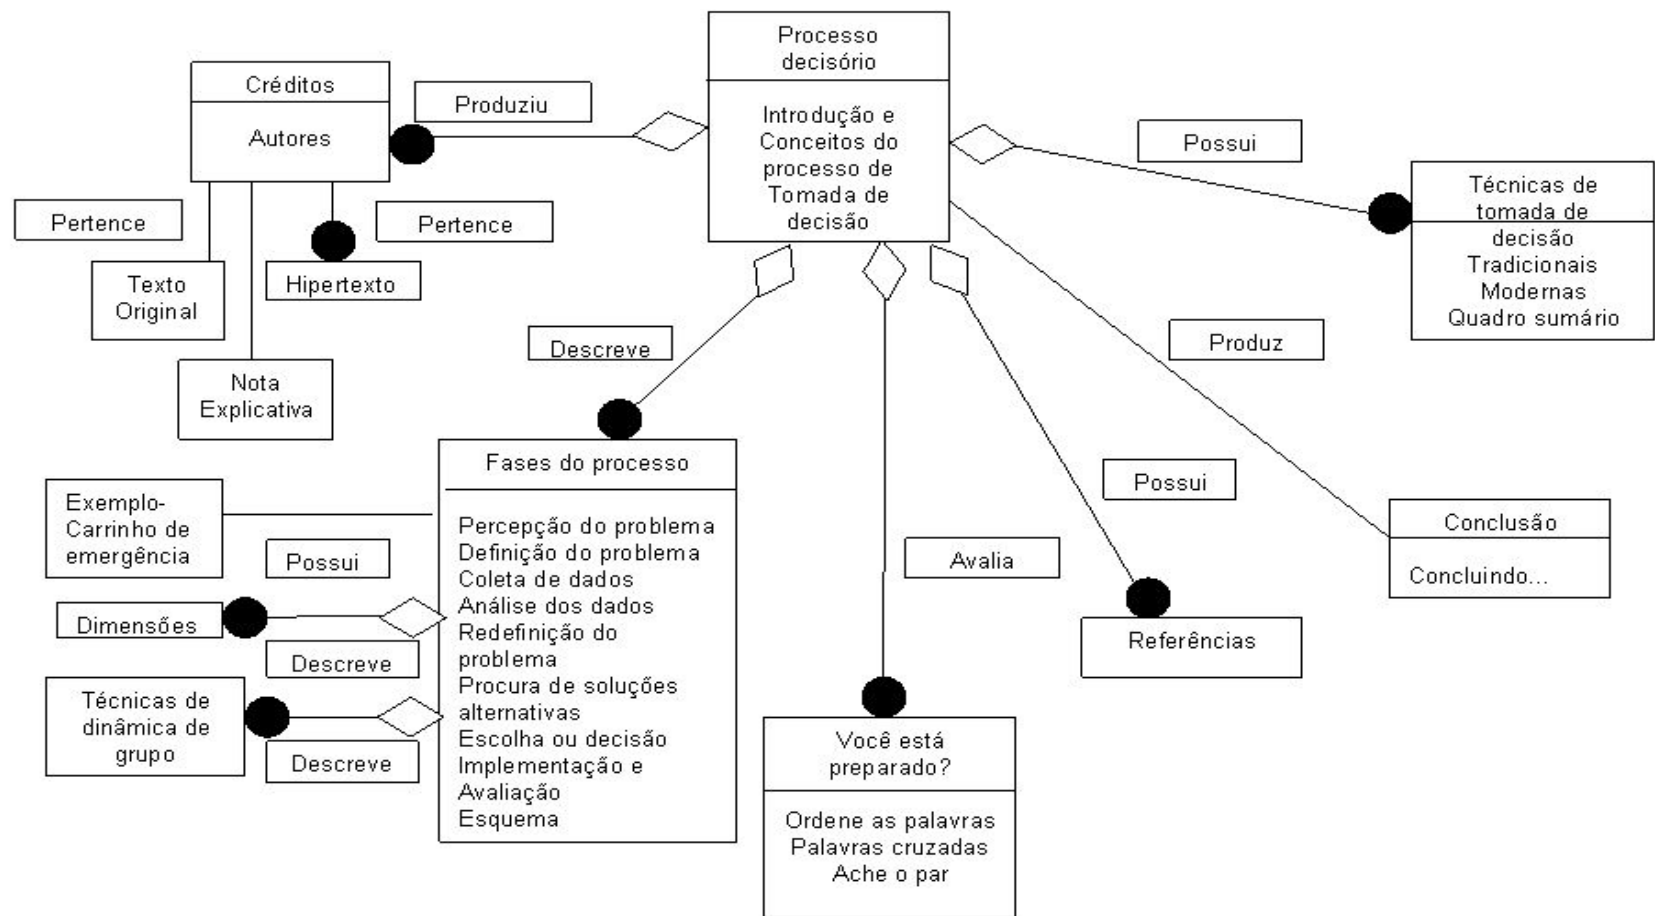 Processo
decisório
Introdução e
Conceitos do
processo de
Tomada de
decisão
Créditos
Autores
Produziu
Possui
Pertence
Pertence
Texto
Original
Hipertexto
Nota
Explicativa
Técnicas de
tomada de
decisão
Tradicionais
Modernas
Quadro sumário
Descreve
Produz
Fases do processo
Percepção do problema
Definição do problema
Coleta de dados
Análise dos dados
Redefinição do
problema
Procura de soluções
alternativas
Escolha ou decisão
Implementação e
Avaliação
Esquema
Exemplo-
Carrinho de
emergência
Possui
Dimensões
Descreve
Técnicas de
dinâmica de
grupo
Descreve
Avalia
Possui
Conclusão
Concluindo...
Referências
Você está
preparado?
Ordene as palavras
Palavras cruzadas
Ache o par